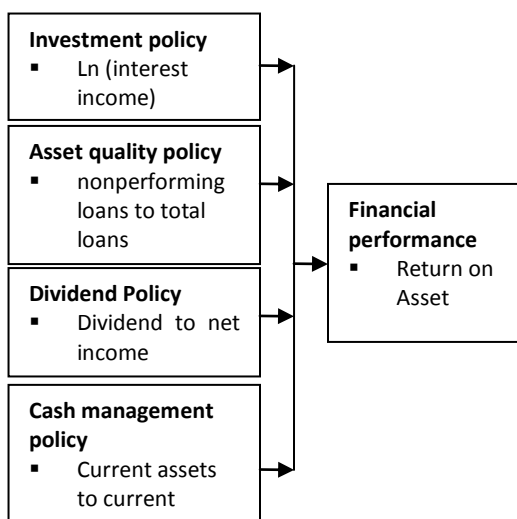 Investment policy
▪ Ln (interest
income)
Asset quality policy
▪ nonperforming
loans to total
loans
Dividend Policy
▪ Dividend to net
income
Cash management
policy
▪ Current assets
to current
Financial
performance
▪ Return on
Asset